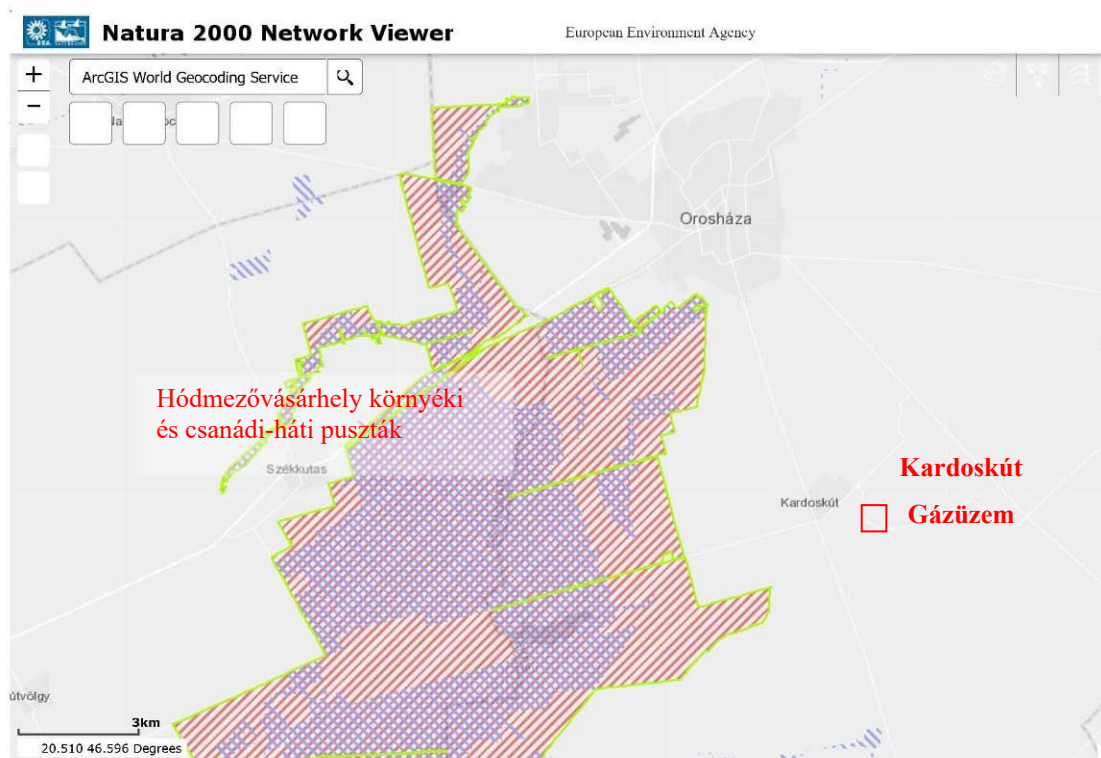 Natura 2000 Network Viewer
European Environment Agency
+
ArcGIS World Geocoding Service
−
Orosháza
Hódmezővásárhely környéki
és csanádi-háti puszták
Székkutas
Kardoskút
Kardoskút
Gázüzem
útvölgy
3km
20.510 46.596 Degrees